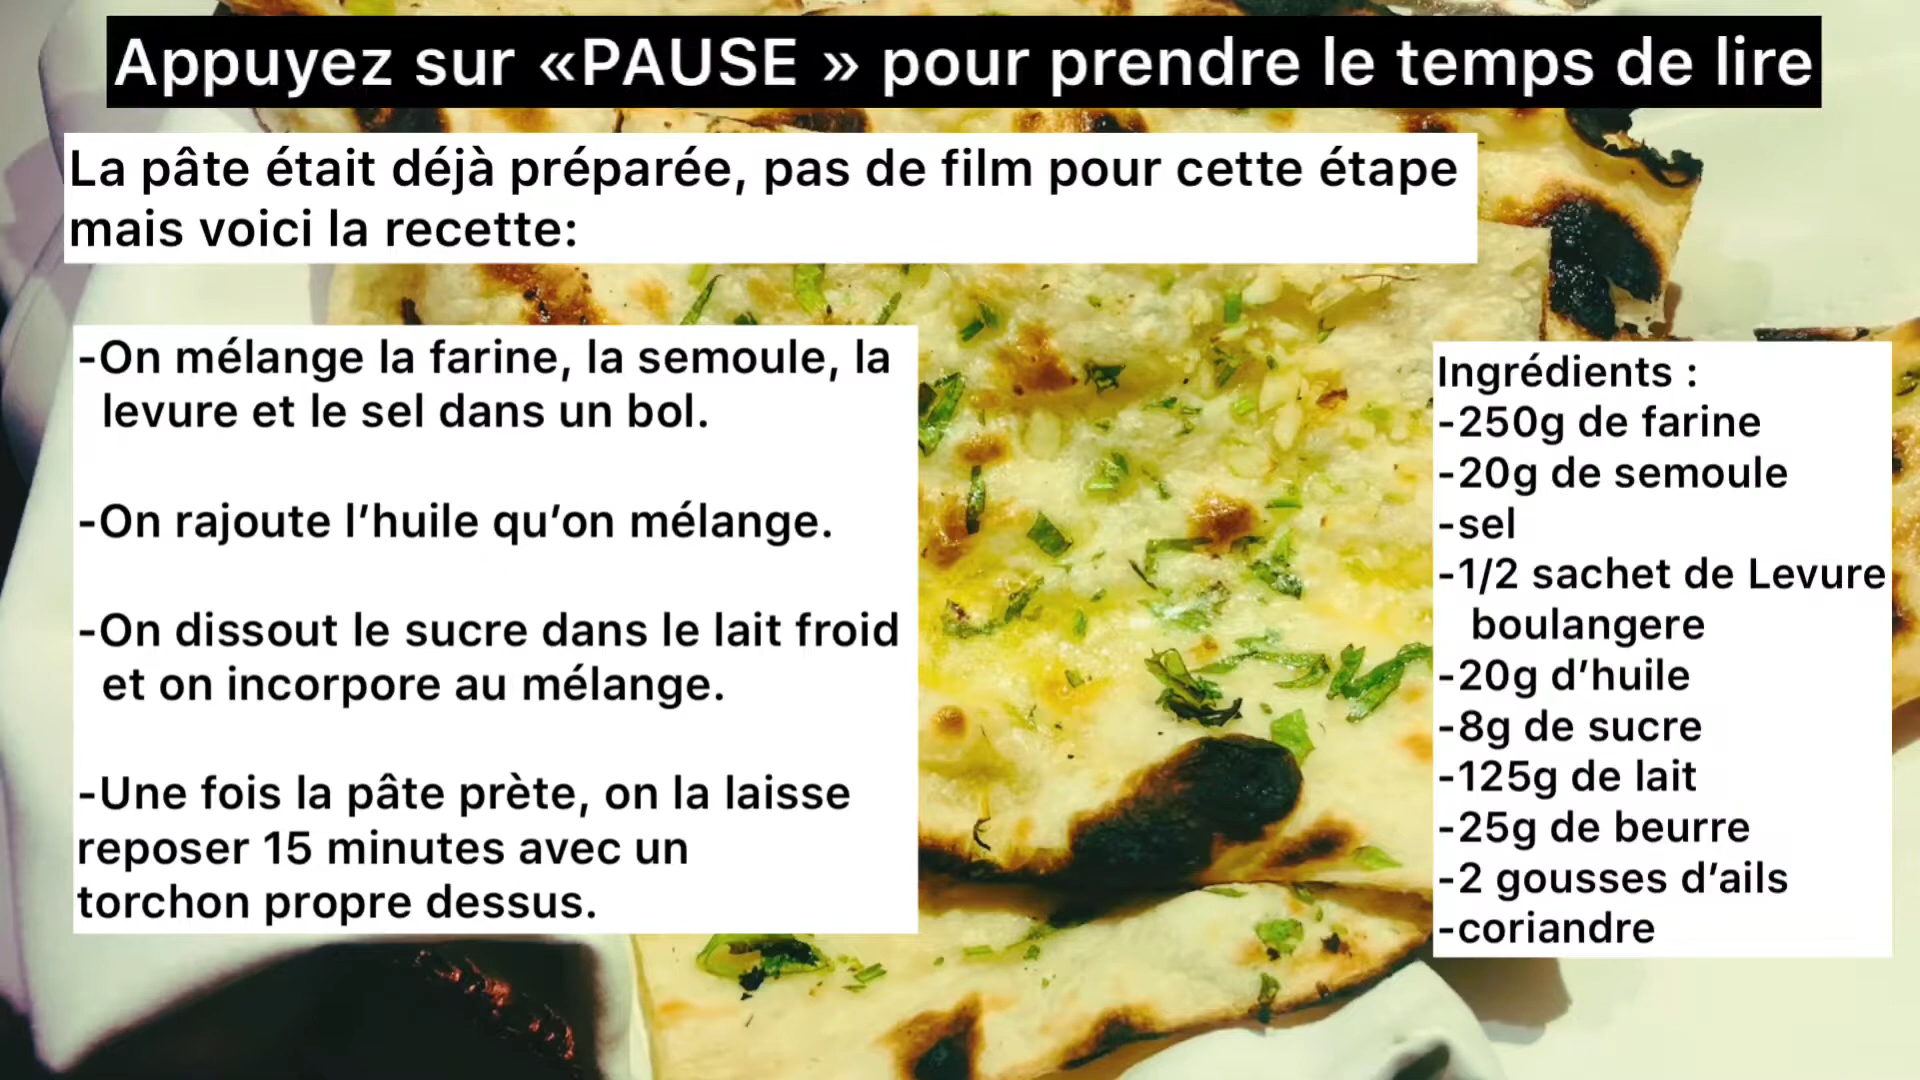 Appuyez sur «PAUSE » pour prendre le temps de lire
La pâte était déjà préparée, pas de film pour cette étape
mais voici la recette:
-On mélange la farine, la semoule, la
levure et le sel dans un bol.
-On rajoute l’huile qu’on mélange.
-On dissout le sucre dans le lait froid
et on incorpore au mélange.
-Une fois la pâte prète, on la laisse
reposer 15 minutes avec un
torchon propre dessus.
Ingrédients :
-250g de farine
-20g de semoule
-sel
-1/2 sachet de Levure
boulangere
-20g d’huile
-8g de sucre
-125g de lait
-25g de beurre
-2 gousses d’ails
-coriandre